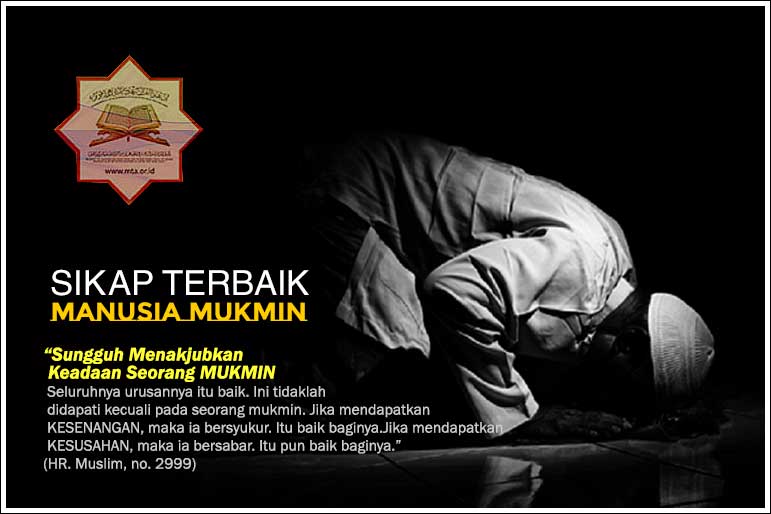 www.mta.or.id
SIKAP TERBAIK
MANUSIA MUKMIN
“Sungguh Menakjubkan
Keadaan Seorang MUKMIN
Seluruhnya urusannya itu baik. Ini tidaklah
didapati kecuali pada seorang mukmin. Jika mendapatkan
KESENANGAN, maka ia bersyukur. Itu baik baginya.Jika mendapatkan
KESUSAHAN, maka ia bersabar. Itu pun baik baginya.”
(HR. Muslim, no. 2999)